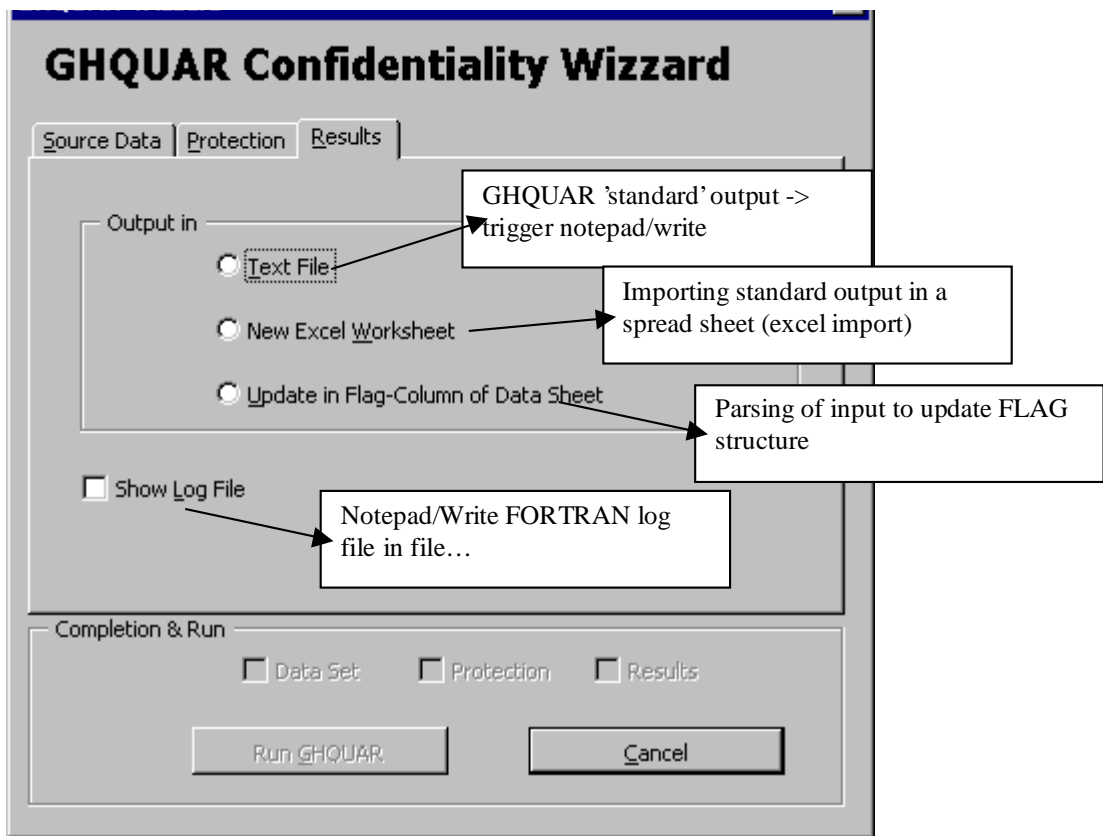 GHQUAR Confidentiality Wizzard
Source Data
Protection
Results
GHQUAR ’standard’ output ->
trigger notepad/write
Output in
Text File
Importing standard output in a
spread sheet (excel import)
New Excel Worksheet
Update in Flag-Column of Data Sheet
Parsing of input to update FLAG
structure
Show Log File
Notepad/Write FORTRAN log
file in file…
Completion & Run
Data Set
Protection
Results
Run GHQUAR
Cancel